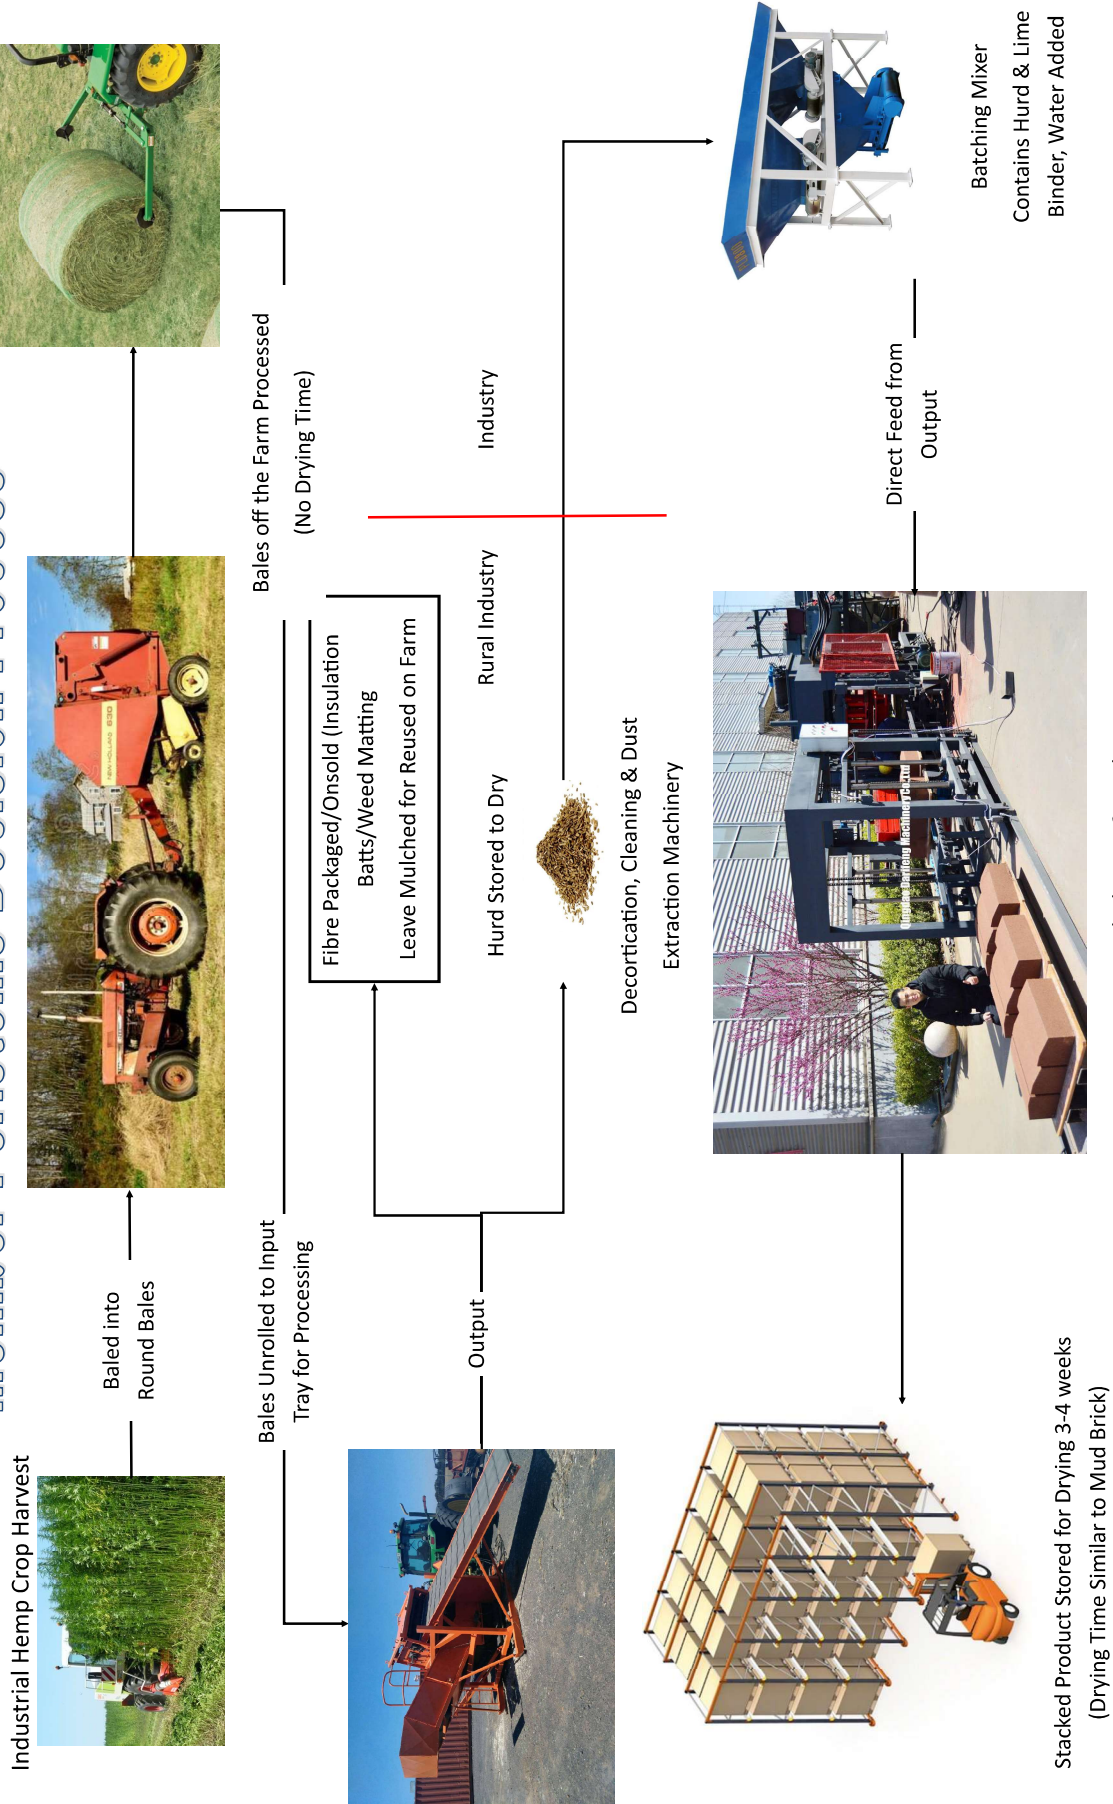 Industrial Hemp Crop Harvest
Baled into
Round Bales
NEW HOLLAND 630
Bales off the Farm Processed
(No Drying Time)
Bales Unrolled to Input
Tray for Processing
Fibre Packaged/Onsold (Insulation
Batts/Weed Matting
Leave Mulched for Reused on Farm
Output
Rural Industry
Industry
Hurd Stored to Dry
Decortication, Cleaning & Dust
Extraction Machinery
Batching Mixer
Contains Hurd & Lime
Binder, Water Added
Direct Feed from
Output
Stacked Product Stored for Drying 3-4 weeks
(Drying Time Similar to Mud Brick)